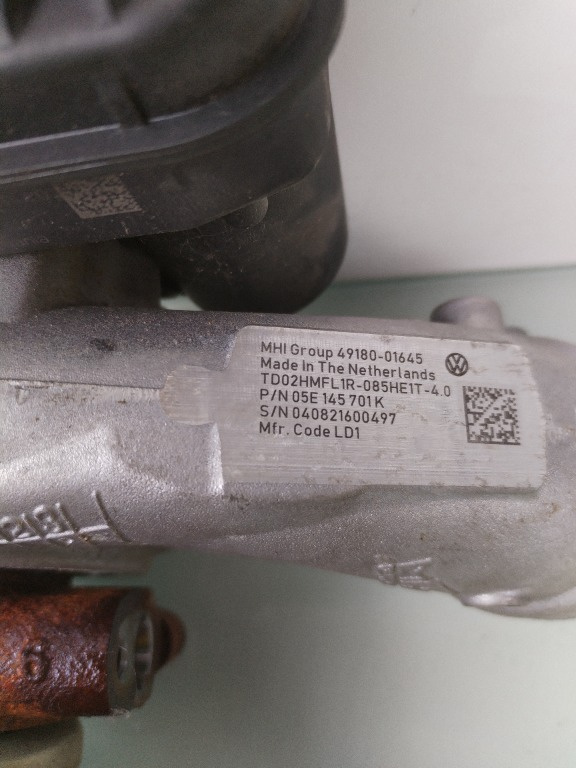 MHI Group 49180-01645
Made In The Netherlands
TD02HMFL1R-085HE1T-4.0
P/N 05E 145 701 K
S/N 040821600497
Mfr. Code LD1